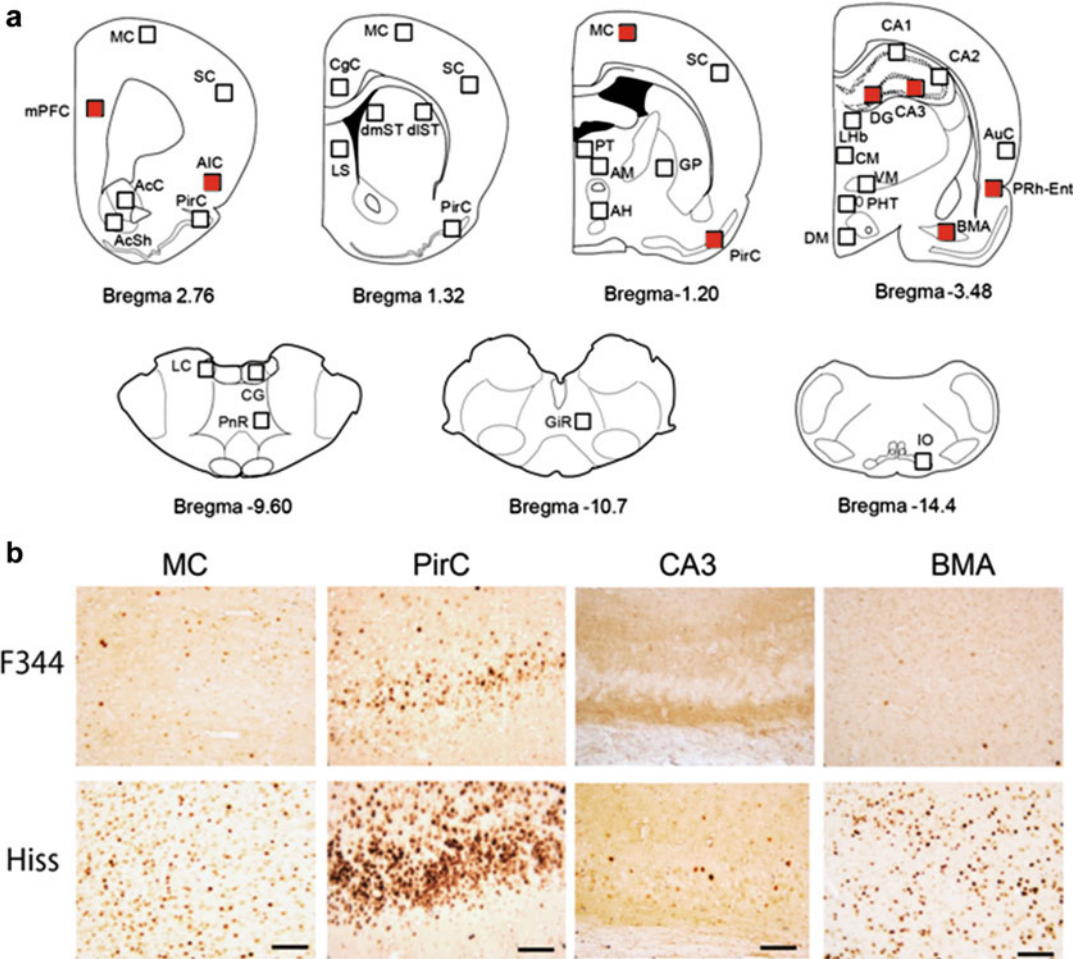 a
MC
SC
mPFC
AIC
AcC
PirC
AcSh
Bregma 2.76
MC
CgC
SC
dmST dlST
LS
PirC
Bregma 1.32
MC
SC
PT
AM
GP
AH
PirC
Bregma-1.20
CA1
CA2
DG CA3
LHb
AuC
CM
VM
PRh-Ent
PHT
BMA
DM
Bregma-3.48
LC
CG
PnR
Bregma -9.60
GiR
Bregma -10.7
IO
Bregma -14.4
b
MC PirC CA3 BMA
F344
Hiss